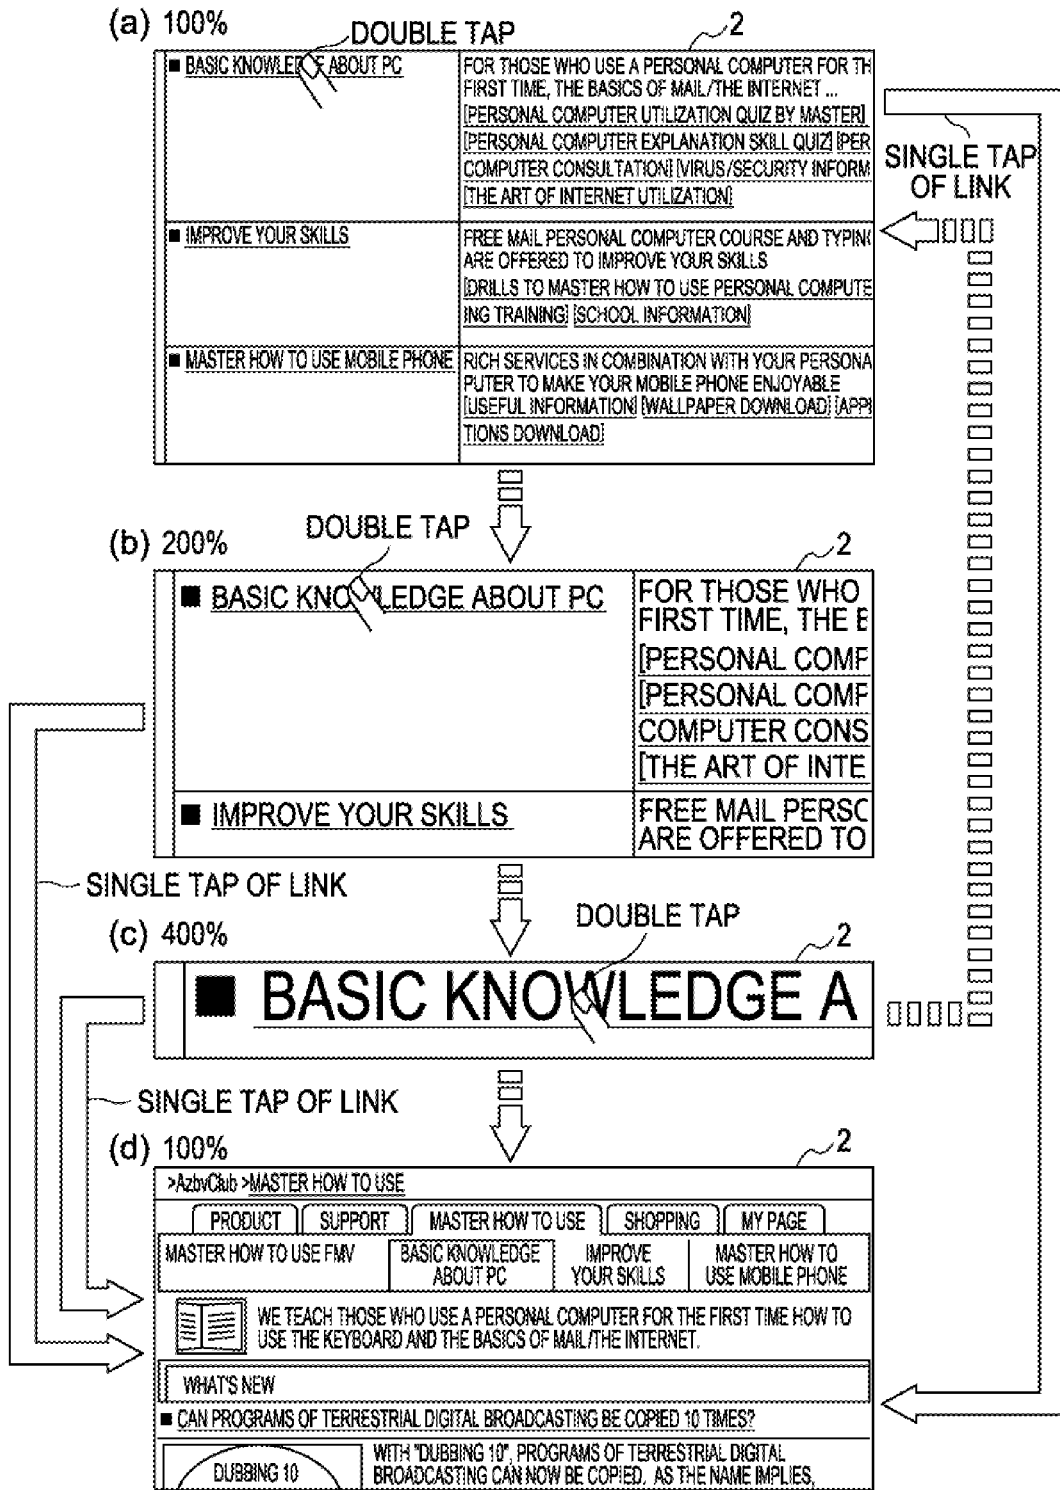 (a) 100%
DOUBLE TAP
2
■ BASIC KNOWLEDGE ABOUT PC
FOR THOSE WHO USE A PERSONAL COMPUTER FOR TH
FIRST TIME, THE BASICS OF MAIL/THE INTERNET ...
[PERSONAL COMPUTER UTILIZATION QUIZ BY MASTER]
[PERSONAL COMPUTER EXPLANATION SKILL QUIZ] [PER
COMPUTER CONSULTATION] [VIRUS/SECURITY INFORM
[THE ART OF INTERNET UTILIZATION]
SINGLE TAP
OF LINK
■ IMPROVE YOUR SKILLS
FREE MAIL PERSONAL COMPUTER COURSE AND TYPING
ARE OFFERED TO IMPROVE YOUR SKILLS
[DRILLS TO MASTER HOW TO USE PERSONAL COMPUTE
ING TRAINING] [SCHOOL INFORMATION]
■ MASTER HOW TO USE MOBILE PHONE
RICH SERVICES IN COMBINATION WITH YOUR PERSONA
PUTER TO MAKE YOUR MOBILE PHONE ENJOYABLE
[USEFUL INFORMATION] [WALLPAPER DOWNLOAD] [APPL
TIONS DOWNLOAD]
(b) 200%
DOUBLE TAP
2
■ BASIC KNOWLEDGE ABOUT PC
FOR THOSE WHO
FIRST TIME, THE B
[PERSONAL COMP
[PERSONAL COMP
COMPUTER CONS
[THE ART OF INTE
■ IMPROVE YOUR SKILLS
FREE MAIL PERSO
ARE OFFERED TO
SINGLE TAP OF LINK
(c) 400%
DOUBLE TAP
2
■ BASIC KNOWLEDGE A
SINGLE TAP OF LINK
(d) 100%
2
>AzbvClub >MASTER HOW TO USE
PRODUCT SUPPORT MASTER HOW TO USE SHOPPING MY PAGE
MASTER HOW TO USE FMV
BASIC KNOWLEDGE
ABOUT PC
IMPROVE
YOUR SKILLS
MASTER HOW TO
USE MOBILE PHONE
WE TEACH THOSE WHO USE A PERSONAL COMPUTER FOR THE FIRST TIME HOW TO
USE THE KEYBOARD AND THE BASICS OF MAIL/THE INTERNET.
WHAT'S NEW
■ CAN PROGRAMS OF TERRESTRIAL DIGITAL BROADCASTING BE COPIED 10 TIMES?
DUBBING 10
WITH "DUBBING 10", PROGRAMS OF TERRESTRIAL DIGITAL
BROADCASTING CAN NOW BE COPIED. AS THE NAME IMPLIES,